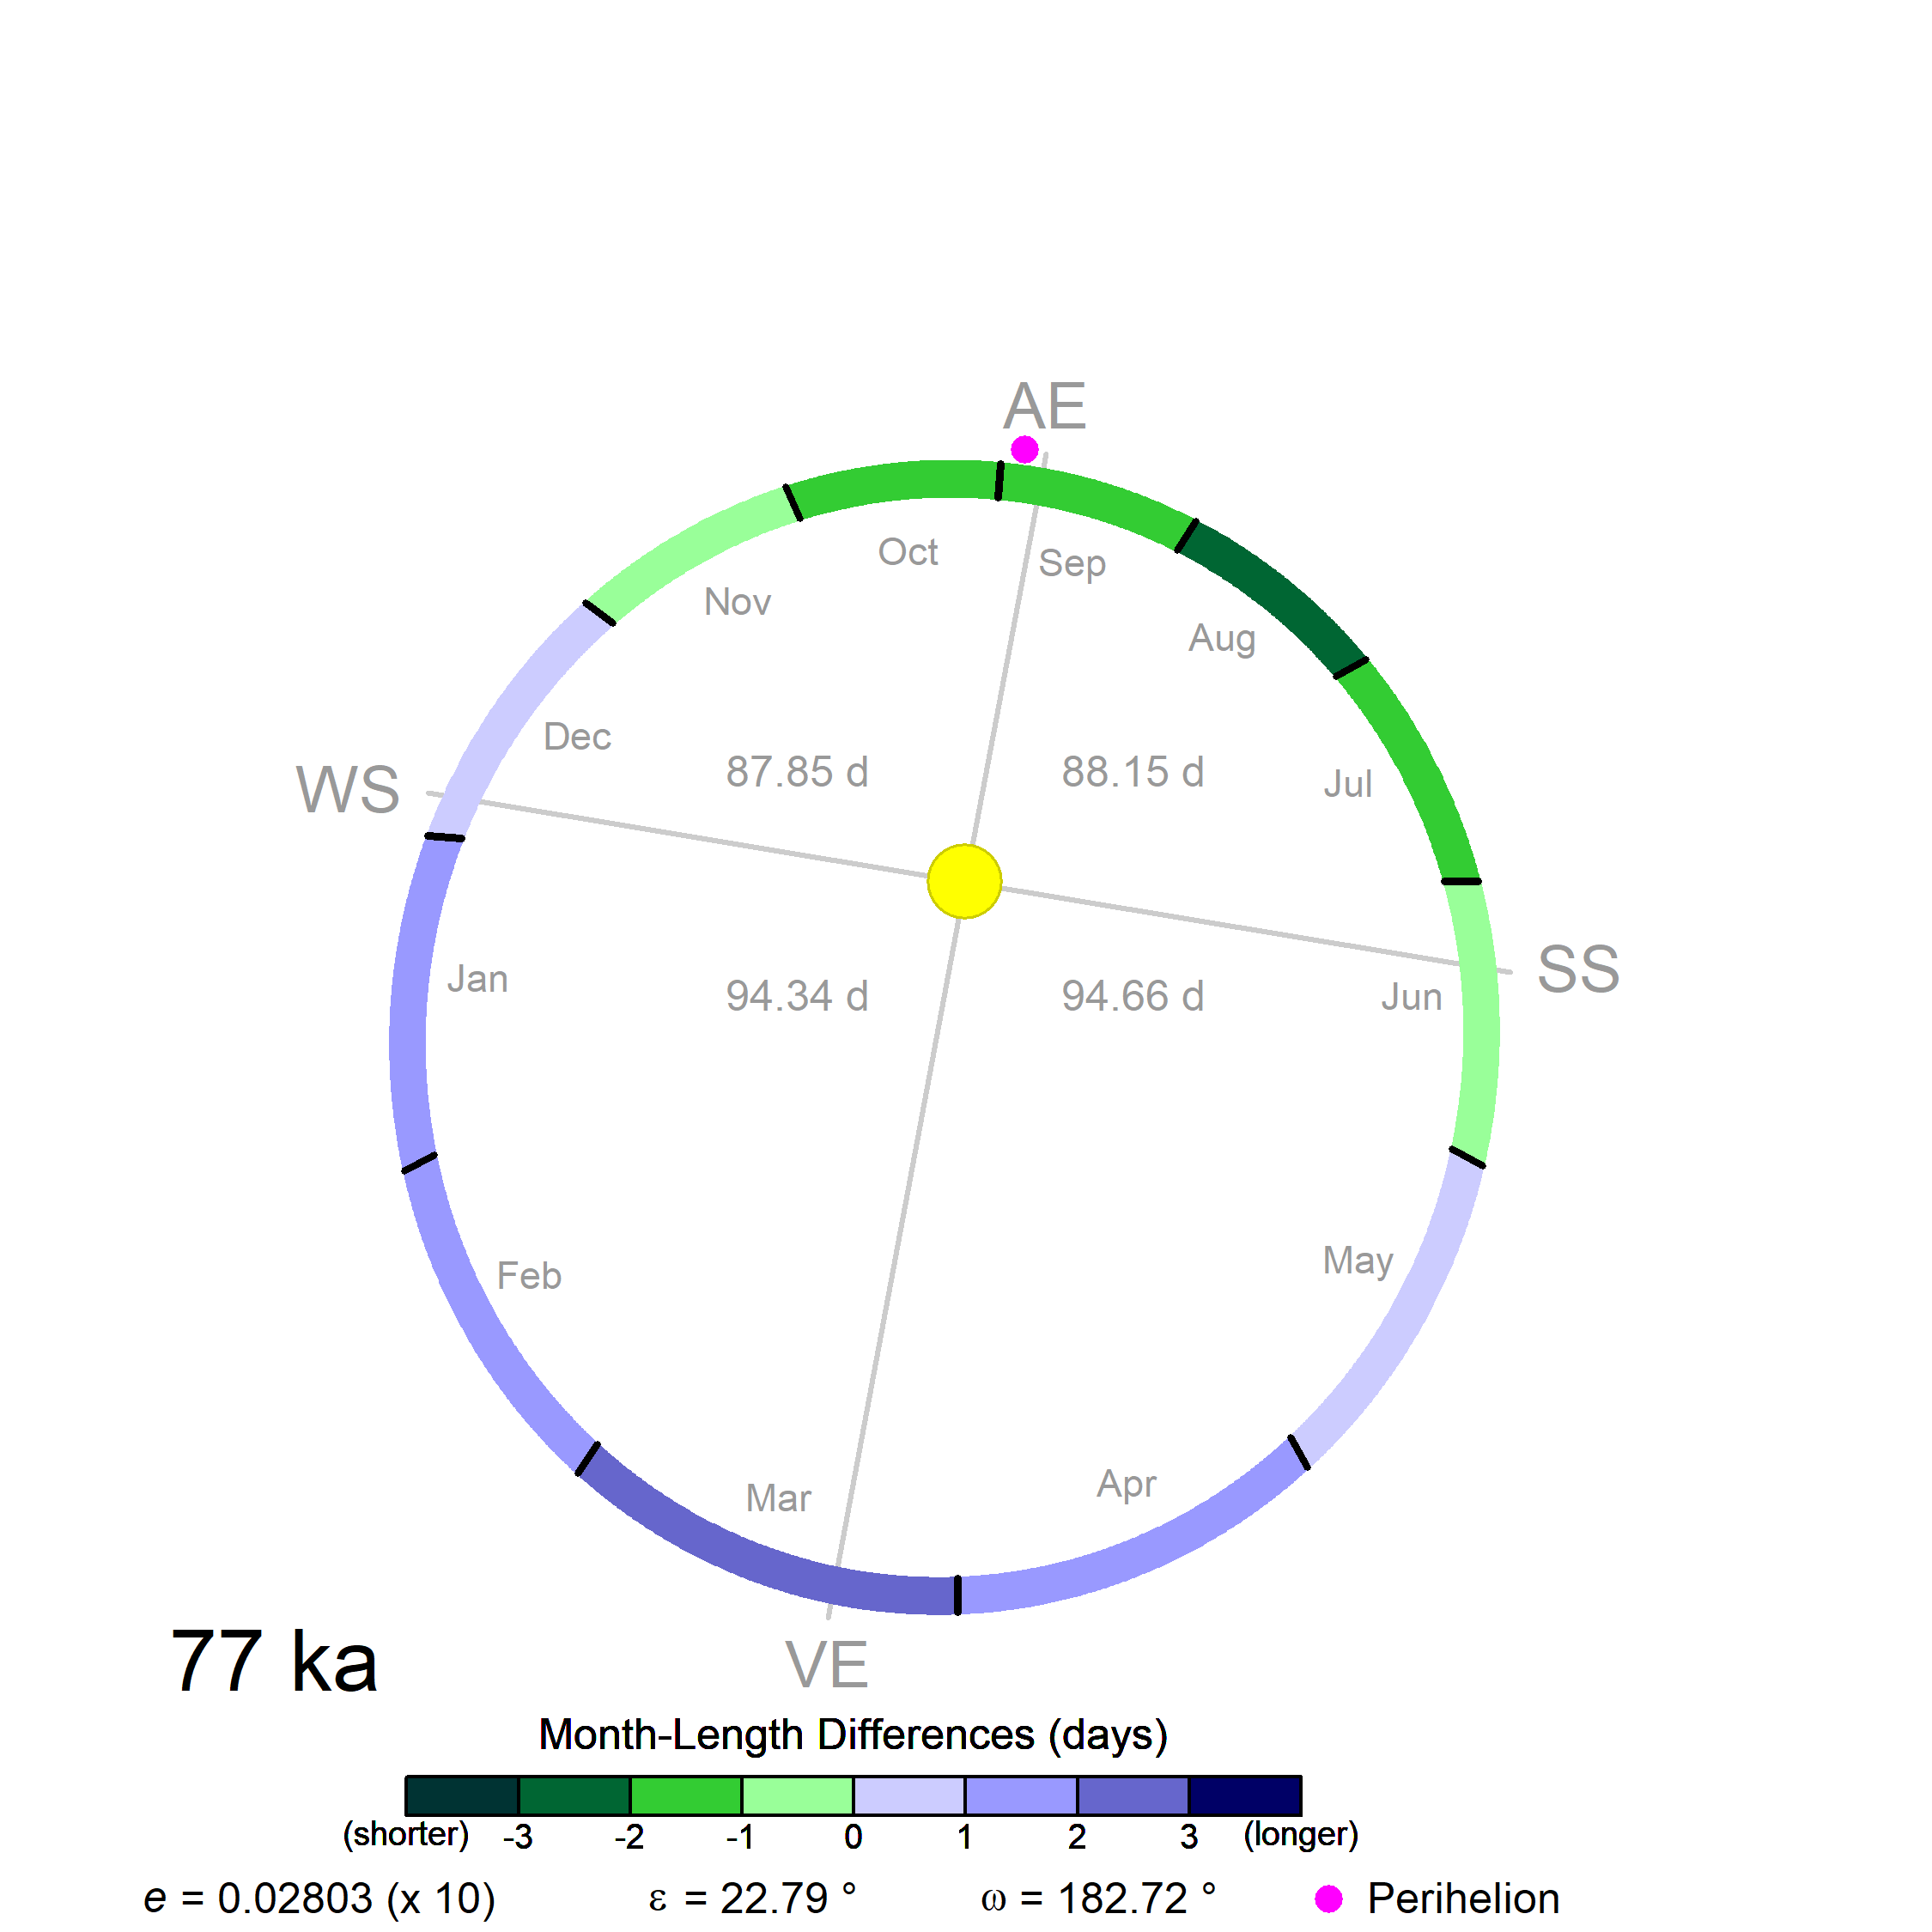 AE
Oct
Sep
Nov
Aug
Dec
WS
87.85 d
88.15 d
Jul
SS
Jan
94.34 d
94.66 d
Jun
Feb
May
Mar
Apr
VE
77 ka
Month-Length Differences (days)
(shorter) -3 -2 -1 0 1 2 3 (longer)
e = 0.02803 (x 10) ε = 22.79 ° ω = 182.72 ° Perihelion